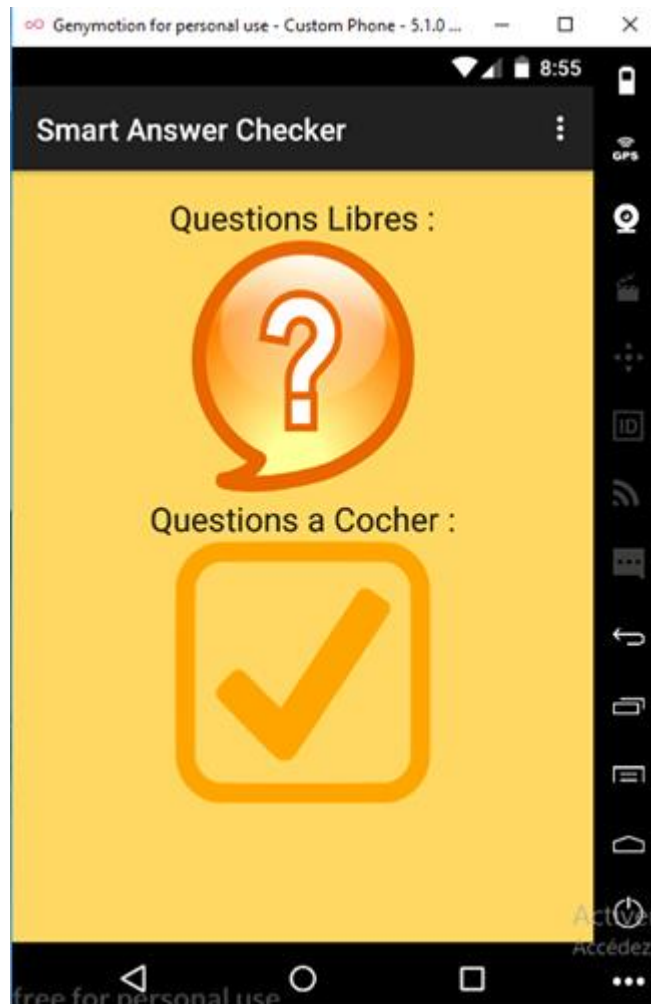 Genymotion for personal use - Custom Phone - 5.1.0 ...
8:55
Smart Answer Checker
GPS
Questions Libres :
?
Questions a Cocher :
ID
Activer
Accédez
free for personal use